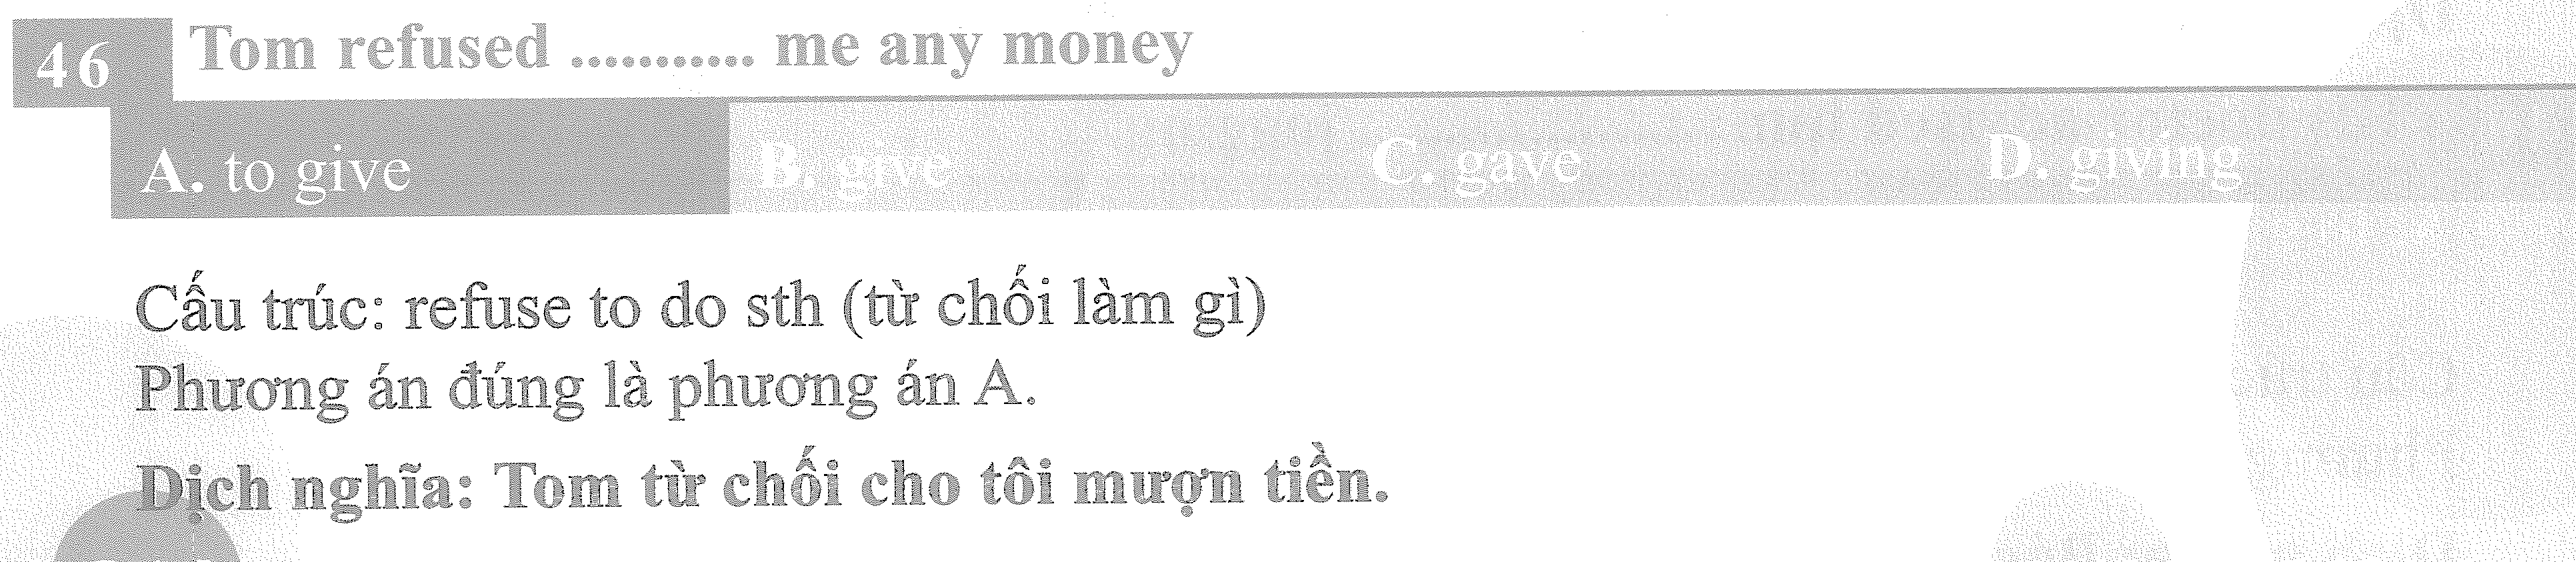 46 Tom refused ........... me any money
A. to give B. give C. gave D. giving
Cấu trúc: refuse to do sth (từ chối làm gì)
Phương án đúng là phương án A.
Dịch nghĩa: Tom từ chối cho tôi mượn tiền.